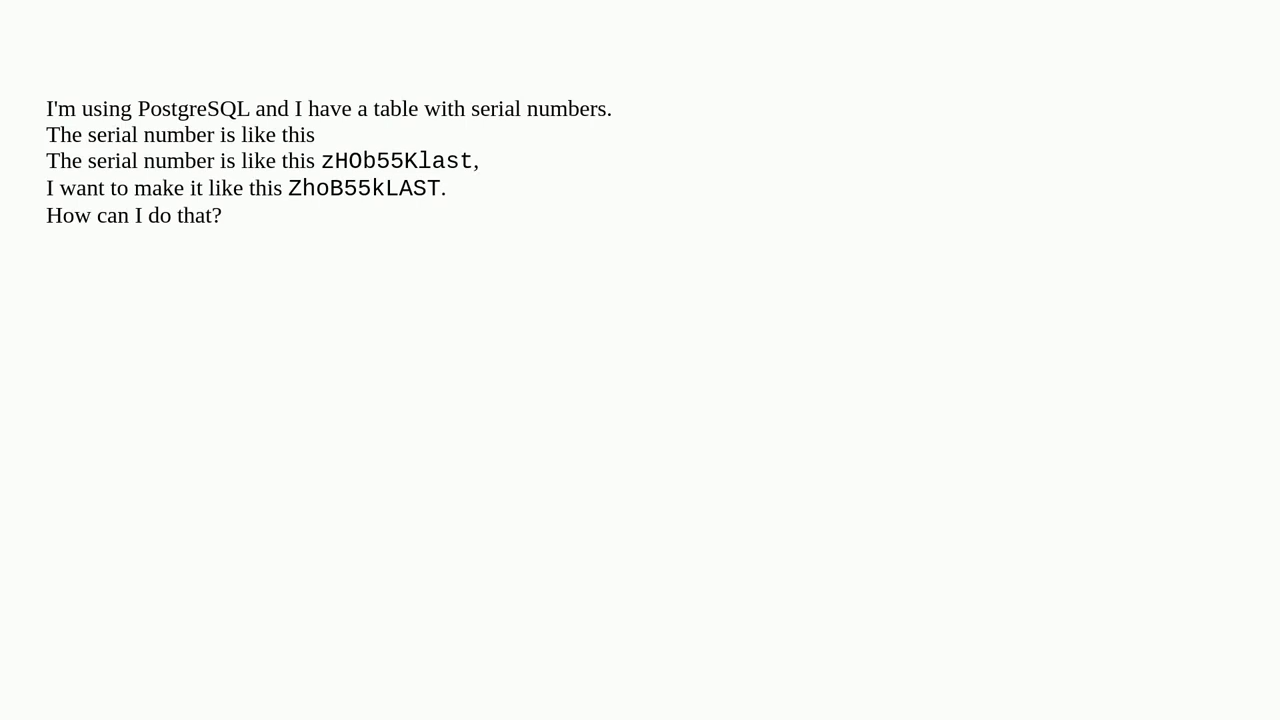 I'm using PostgreSQL and I have a table with serial numbers.
The serial number is like this
The serial number is like this zHOb55Klast,
I want to make it like this ZhoB55kLAST.
How can I do that?